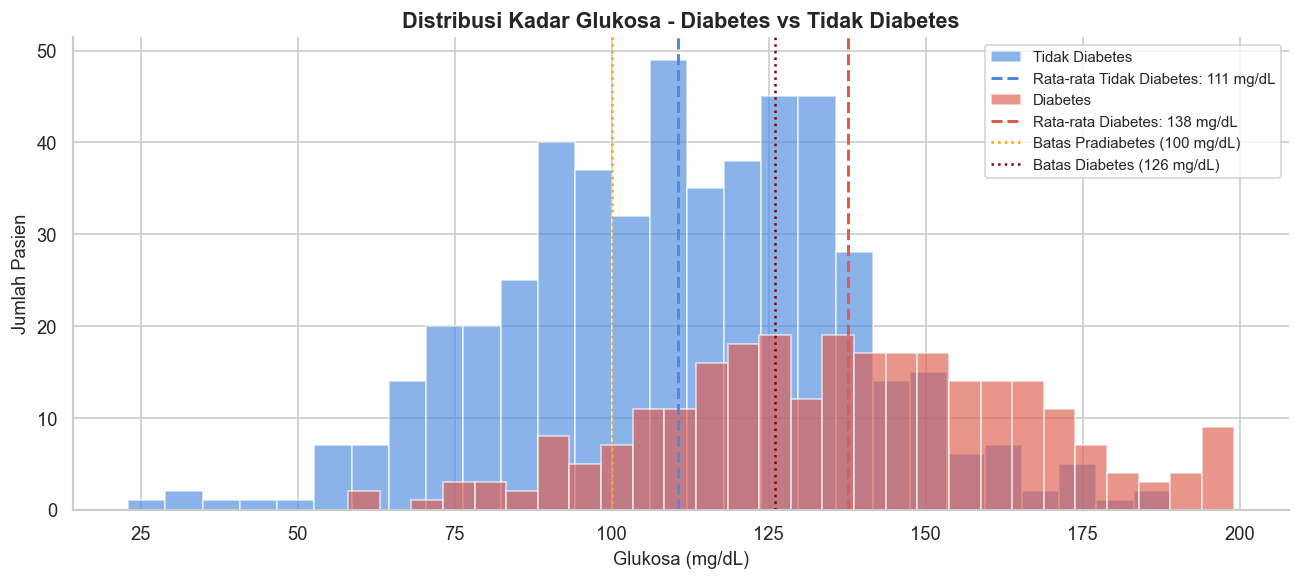 Distribusi Kadar Glukosa - Diabetes vs Tidak Diabetes
Tidak Diabetes
Rata-rata Tidak Diabetes: 111 mg/dL
Diabetes
Rata-rata Diabetes: 138 mg/dL
Batas Pradiabetes (100 mg/dL)
Batas Diabetes (126 mg/dL)
Jumlah Pasien
50
40
30
20
10
0
25 50 75 100 125 150 175 200
Glukosa (mg/dL)